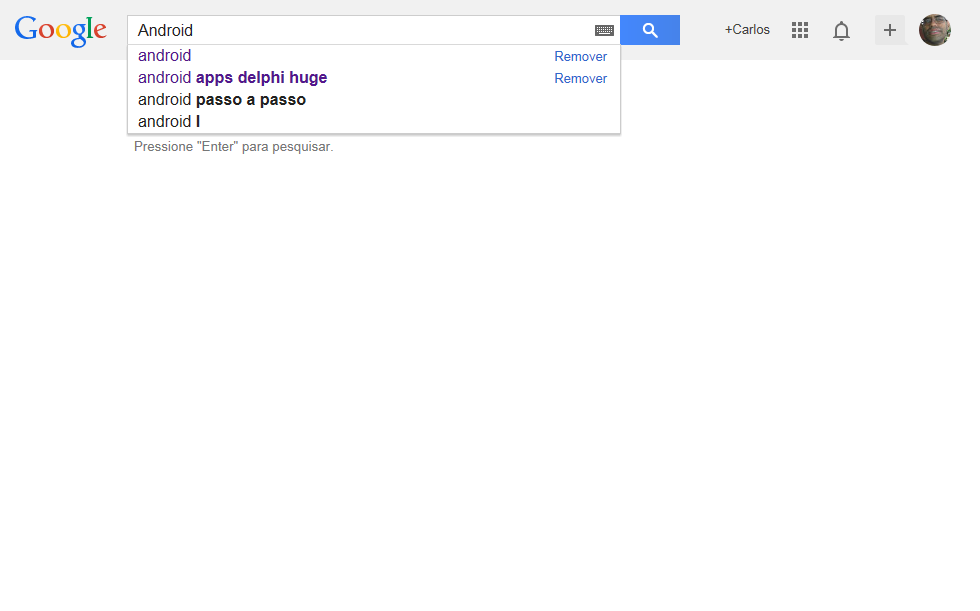 Google Android +Carlos
android Remover
android apps delphi huge Remover
android passo a passo
android l
Pressione "Enter" para pesquisar.